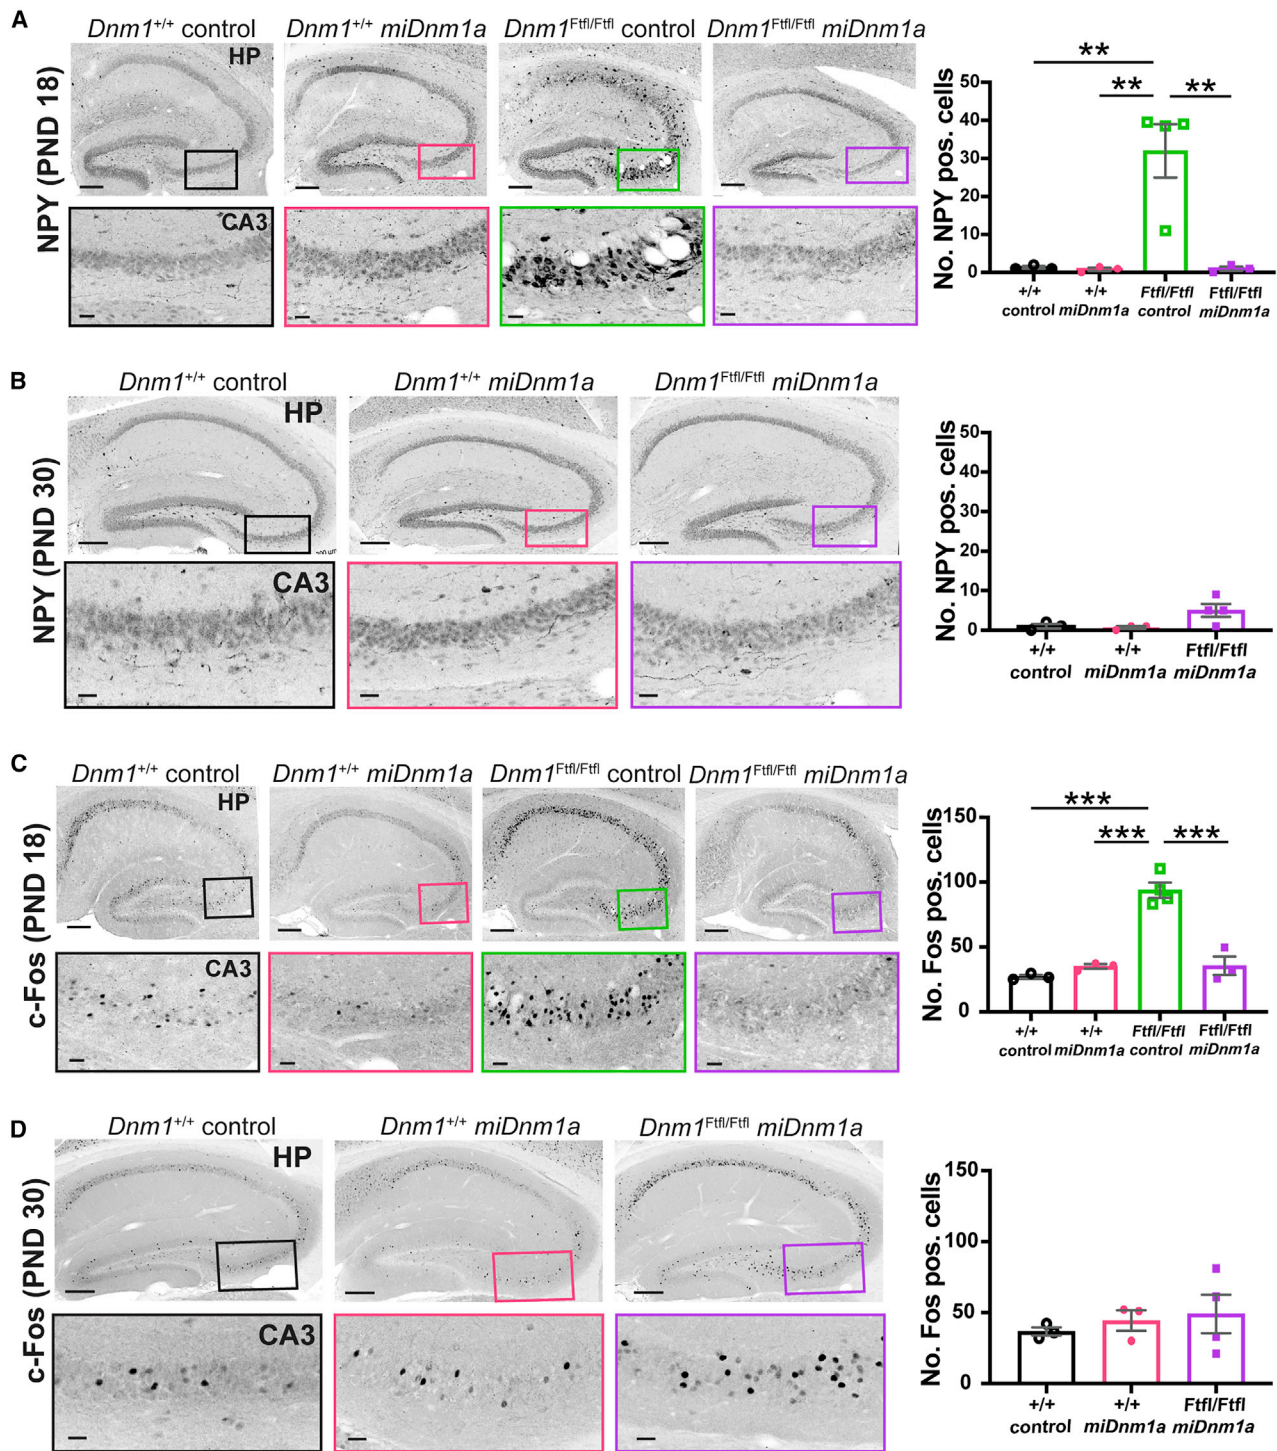 A
Dnm1+/+ control
Dnm1+/+ miDnm1a
Dnm1Ftfl/Ftfl control
Dnm1Ftfl/Ftfl miDnm1a
NPY (PND 18)
HP
CA3
No. NPY pos. cells
50
40
30
20
10
0
** 
** **
+/+ control
+/+ miDnm1a
Ftfl/Ftfl control
Ftfl/Ftfl miDnm1a
B
Dnm1+/+ control
Dnm1+/+ miDnm1a
Dnm1Ftfl/Ftfl miDnm1a
NPY (PND 30)
HP
CA3
No. NPY pos. cells
50
40
30
20
10
0
+/+ control
+/+ miDnm1a
Ftfl/Ftfl miDnm1a
C
Dnm1+/+ control
Dnm1+/+ miDnm1a
Dnm1Ftfl/Ftfl control
Dnm1Ftfl/Ftfl miDnm1a
c-Fos (PND 18)
HP
CA3
No. Fos pos. cells
150
100
50
0
***
*** ***
+/+ control
+/+ miDnm1a
Ftfl/Ftfl control
Ftfl/Ftfl miDnm1a
D
Dnm1+/+ control
Dnm1+/+ miDnm1a
Dnm1Ftfl/Ftfl miDnm1a
c-Fos (PND 30)
HP
CA3
No. Fos pos. cells
150
100
50
0
+/+ control
+/+ miDnm1a
Ftfl/Ftfl miDnm1a